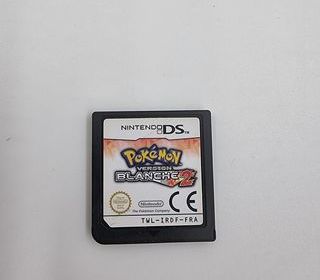 NINTENDO DS
POKÉMON
VERSION
BLANCHE 2
Nintendo
The Pokémon Company
CE
TWL-IRDF-FRA